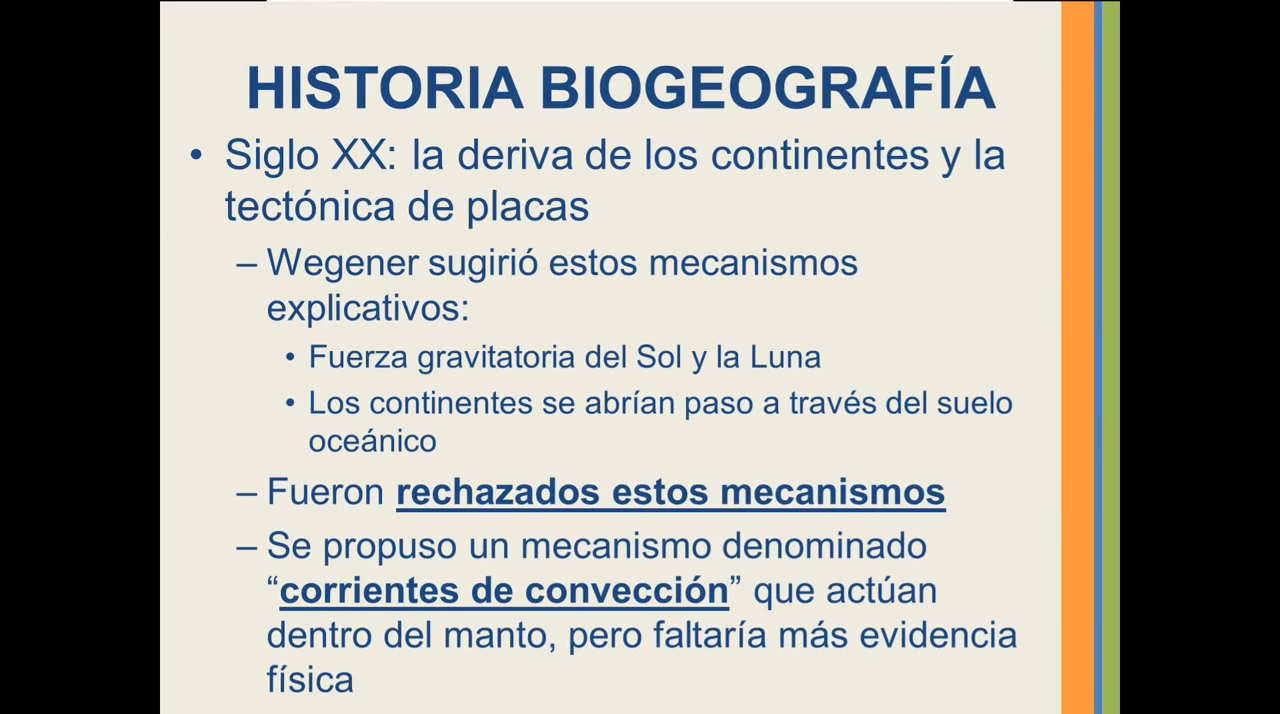 HISTORIA BIOGEOGRAFÍA
• Siglo XX: la deriva de los continentes y la
tectónica de placas
– Wegener sugirió estos mecanismos
explicativos:
• Fuerza gravitatoria del Sol y la Luna
• Los continentes se abrían paso a través del suelo
oceánico
– Fueron rechazados estos mecanismos
– Se propuso un mecanismo denominado
“corrientes de convección” que actúan
dentro del manto, pero faltaría más evidencia
física